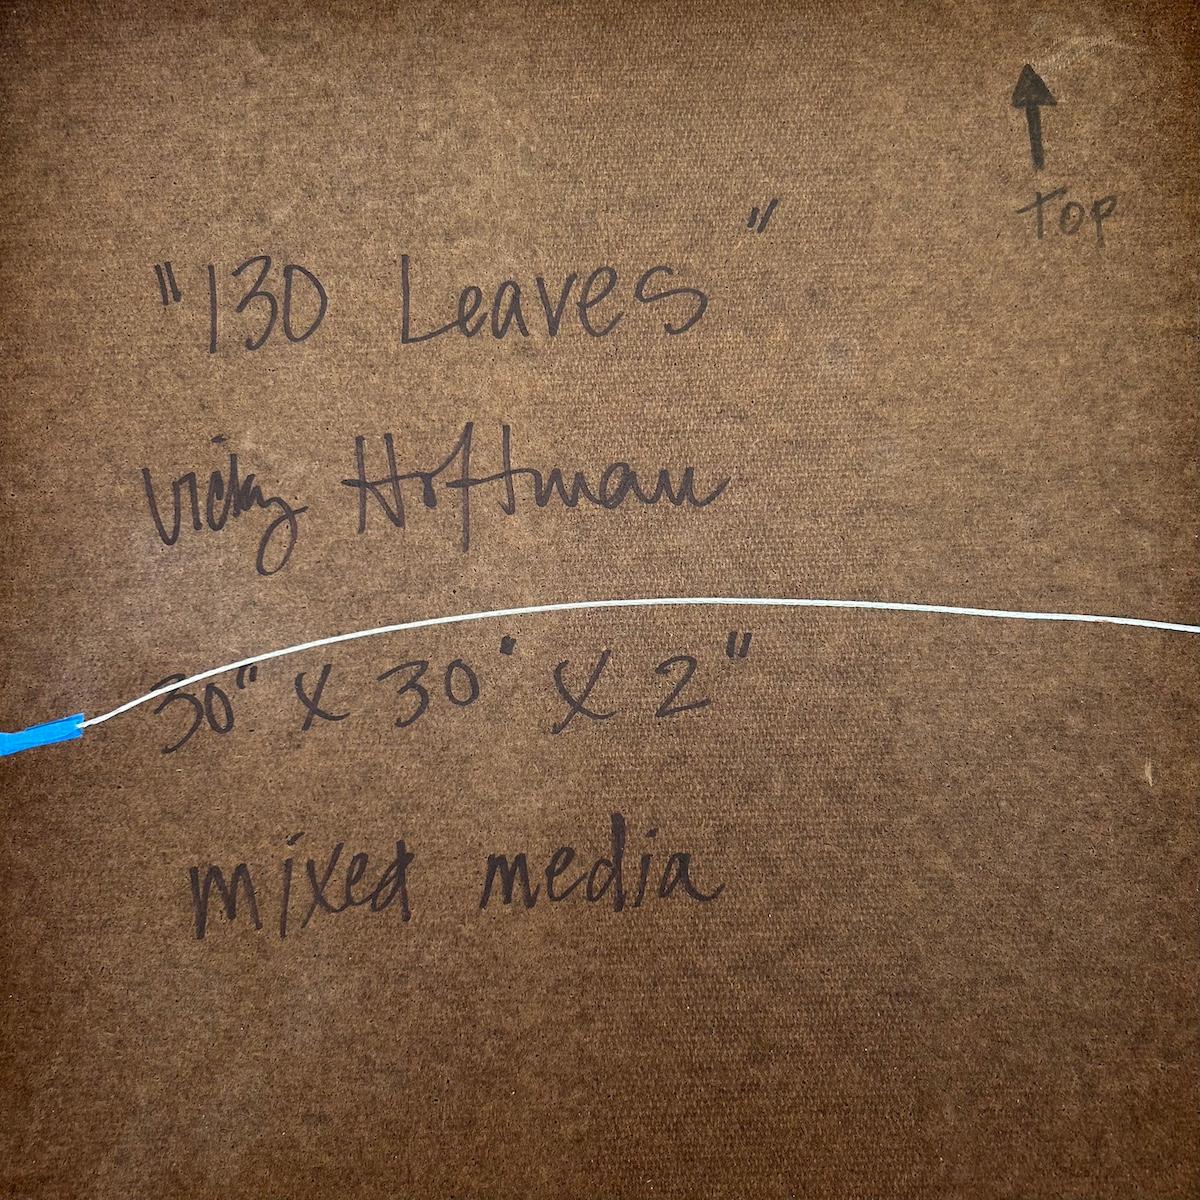 TOP
"130 Leaves"
Vicky Hoffman
30" X 30" X 2"
mixed media